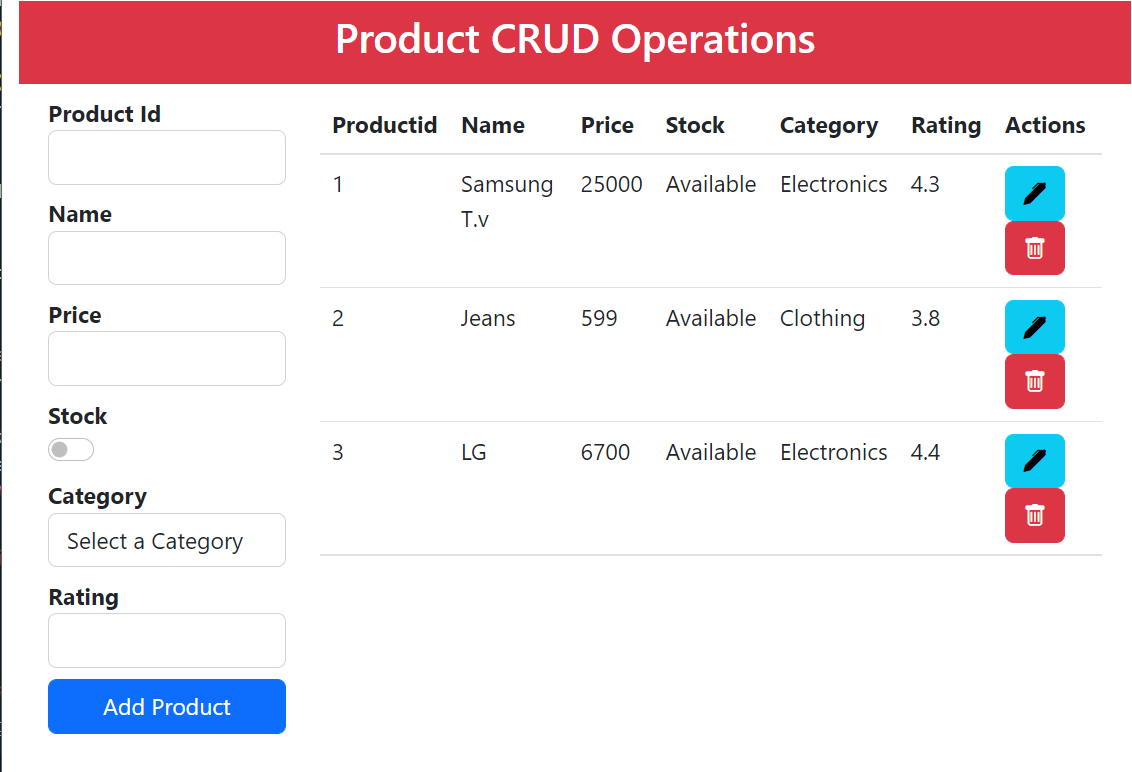 Product CRUD Operations
Product Id
Name
Price
Stock
Category
Select a Category
Rating
Add Product
Productid Name Price Stock Category Rating Actions
1 Samsung 25000 Available Electronics 4.3
T.v
2 Jeans 599 Available Clothing 3.8
3 LG 6700 Available Electronics 4.4